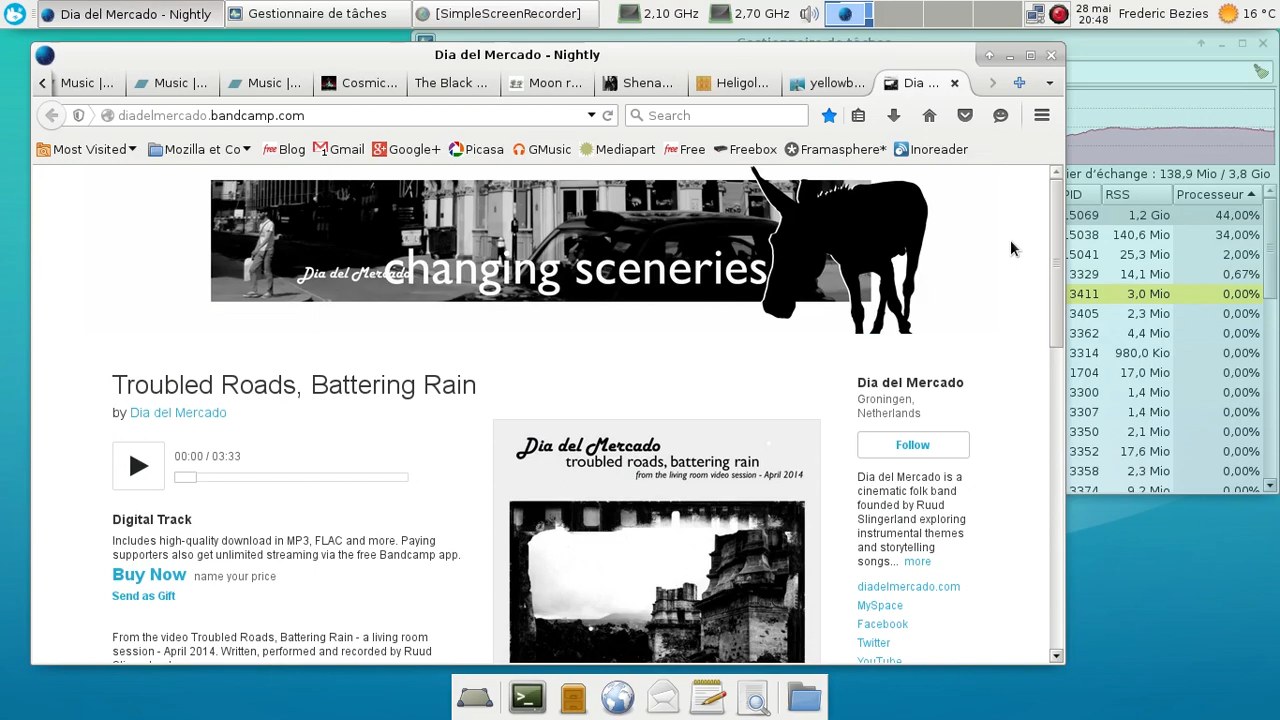 Dia del Mercado - Nightly
Gestionnaire de tâches
[SimpleScreenRecorder]
2,10 GHz
2,70 GHz
28 mai
20:48
Frederic Bezies
16 °C
Dia del Mercado - Nightly
Music |...
Music |...
Music |...
Cosmic...
The Black ...
Moon r...
Shena...
Heligol...
yellowb...
Dia ...
diadelmercado.bandcamp.com
Search
Most Visited
Mozilla et Co
free Blog
Gmail
Google+
Picasa
GMusic
Mediapart
free Free
Freebox
Framasphere*
Inoreader
Dia del Mercado
changing sceneries
Troubled Roads, Battering Rain
by Dia del Mercado
00:00 / 03:33
Digital Track
Includes high-quality download in MP3, FLAC and more. Paying
supporters also get unlimited streaming via the free Bandcamp app.
Buy Now name your price
Send as Gift
From the video Troubled Roads, Battering Rain - a living room
session - April 2014. Written, performed and recorded by Ruud
Dia del Mercado
troubled roads, battering rain
from the living room video session - April 2014
Dia del Mercado
Groningen,
Netherlands
Follow
Dia del Mercado is a
cinematic folk band
founded by Ruud
Slingerland exploring
instrumental themes
and storytelling
songs... more
diadelmercado.com
MySpace
Facebook
Twitter
YouTube
ier d'échange : 138,9 Mio / 3,8 Gio
PID RSS Processeur
15069 1,2 Gio 44,00%
15038 140,6 Mio 34,00%
15041 25,3 Mio 2,00%
3329 14,1 Mio 0,67%
3411 3,0 Mio 0,00%
3405 2,3 Mio 0,00%
3362 4,4 Mio 0,00%
3314 980,0 Kio 0,00%
1704 17,0 Mio 0,00%
3300 1,4 Mio 0,00%
3307 1,4 Mio 0,00%
3350 2,1 Mio 0,00%
3352 17,6 Mio 0,00%
3358 2,3 Mio 0,00%
3374 9,2 Mio 0,00%